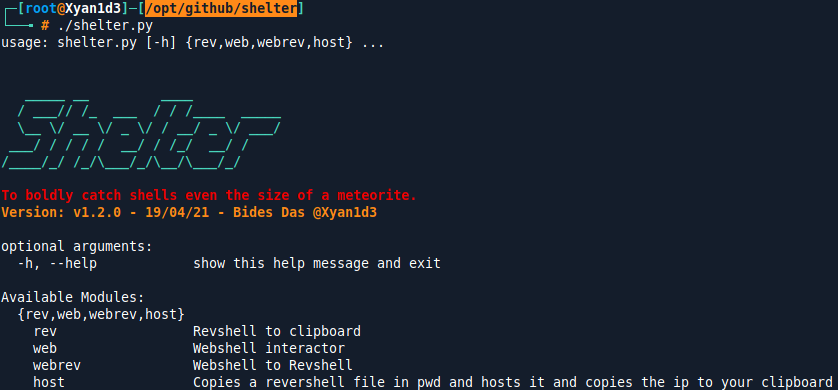 ┌─[root@Xyan1d3]─[/opt/github/shelter]
└──╼ # ./shelter.py
usage: shelter.py [-h] {rev,web,webrev,host} ...
Shelter
To boldly catch shells even the size of a meteorite.
Version: v1.2.0 - 19/04/21 - Bides Das @Xyan1d3
optional arguments:
-h, --help show this help message and exit
Available Modules:
{rev,web,webrev,host}
rev Revshell to clipboard
web Webshell interactor
webrev Webshell to Revshell
host Copies a revershell file in pwd and hosts it and copies the ip to your clipboard